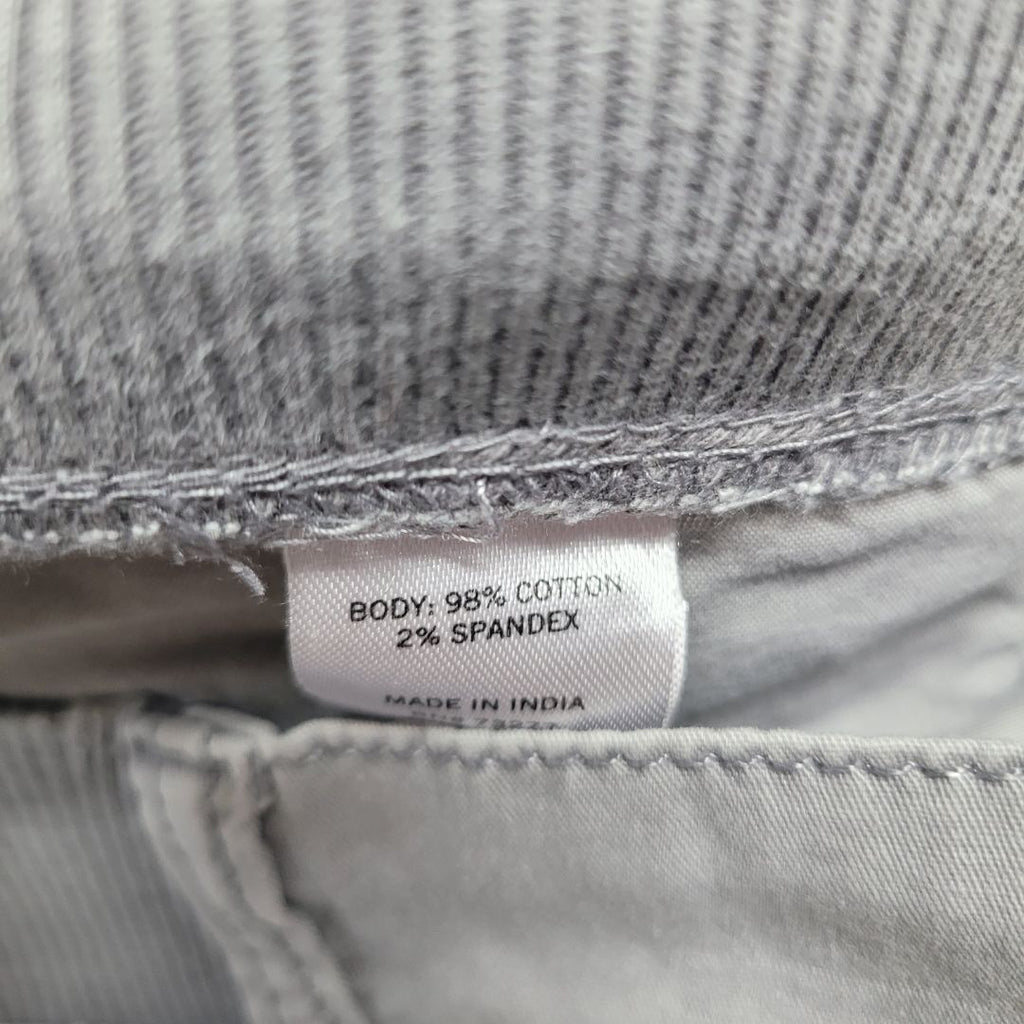 BODY: 98% COTTON
2% SPANDEX
MADE IN INDIA